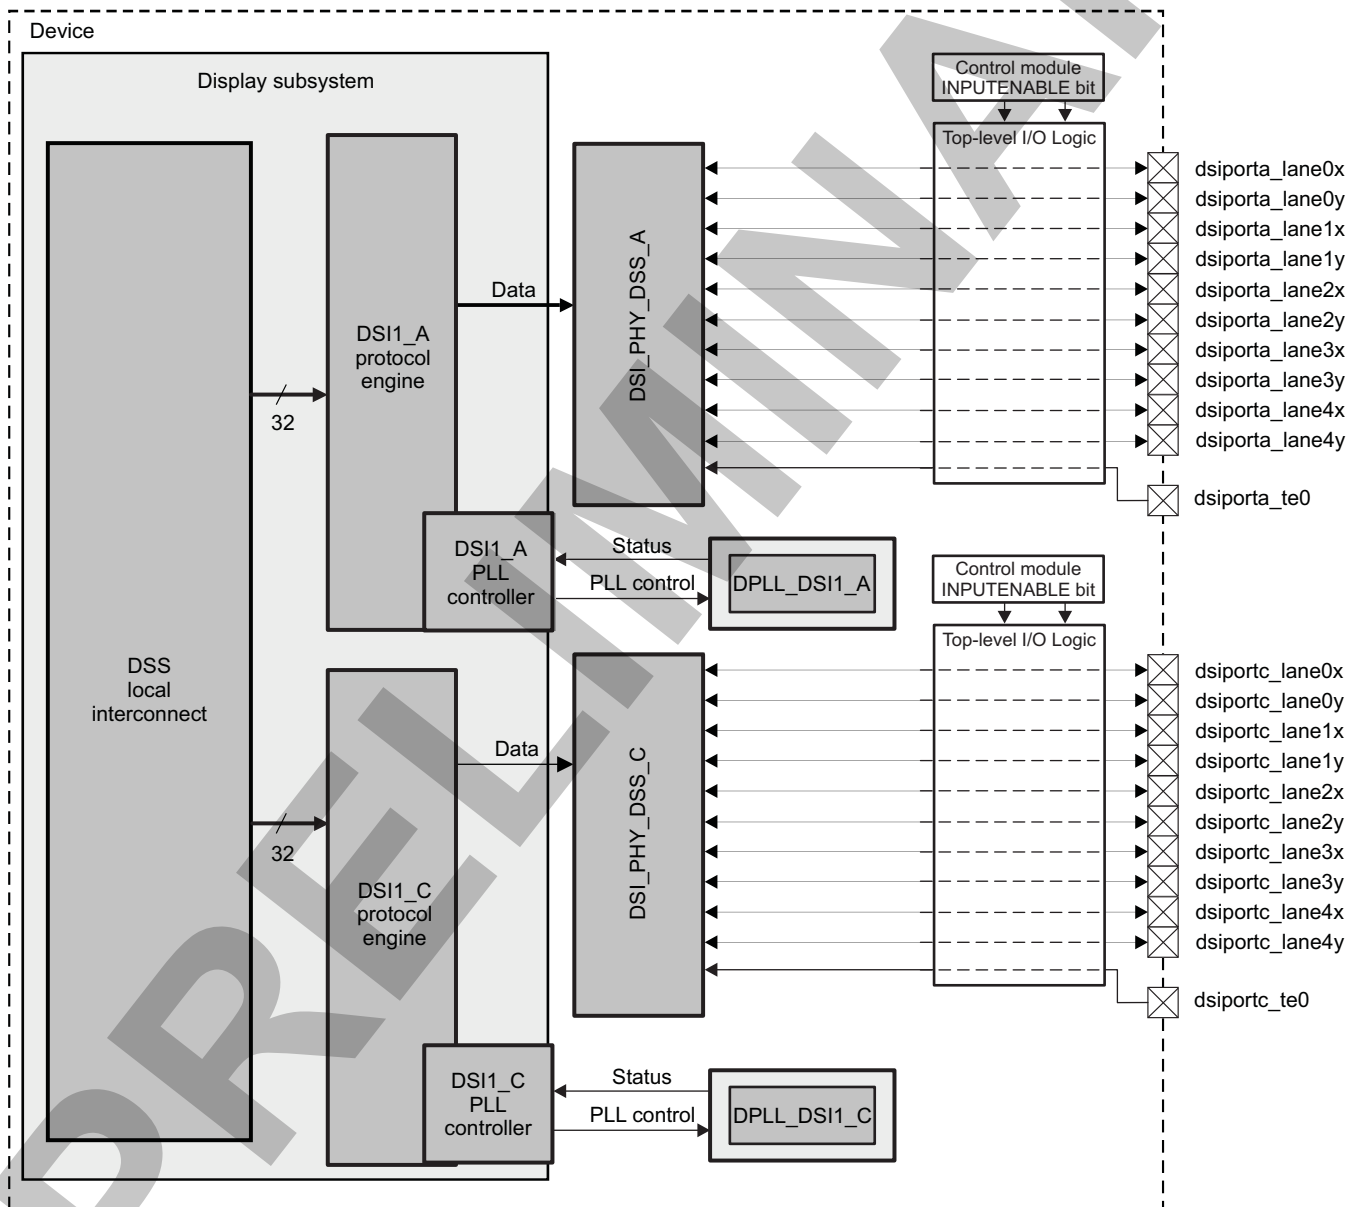 Device
Display subsystem
Control module
INPUTENABLE bit
Top-level I/O Logic
dsiporta_lane0x
dsiporta_lane0y
dsiporta_lane1x
dsiporta_lane1y
dsiporta_lane2x
dsiporta_lane2y
dsiporta_lane3x
dsiporta_lane3y
dsiporta_lane4x
dsiporta_lane4y
dsiporta_te0
Data
DSI_PHY_DSS_A
DSI1_A
protocol
engine
32
DSI1_A
PLL
controller
Status
PLL control
DPLL_DSI1_A
Control module
INPUTENABLE bit
Top-level I/O Logic
DSS
local
interconnect
dsiportc_lane0x
dsiportc_lane0y
dsiportc_lane1x
dsiportc_lane1y
dsiportc_lane2x
dsiportc_lane2y
dsiportc_lane3x
dsiportc_lane3y
dsiportc_lane4x
dsiportc_lane4y
dsiportc_te0
Data
DSI_PHY_DSS_C
32
DSI1_C
protocol
engine
DSI1_C
PLL
controller
Status
PLL control
DPLL_DSI1_C
PRELIMINAR